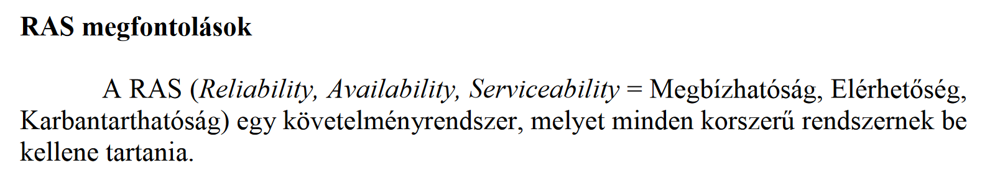 RAS megfontolások
A RAS (Reliability, Availability, Serviceability = Megbízhatóság, Elérhetőség,
Karbantarthatóság) egy követelményrendszer, melyet minden korszerű rendszernek be
kellene tartania.